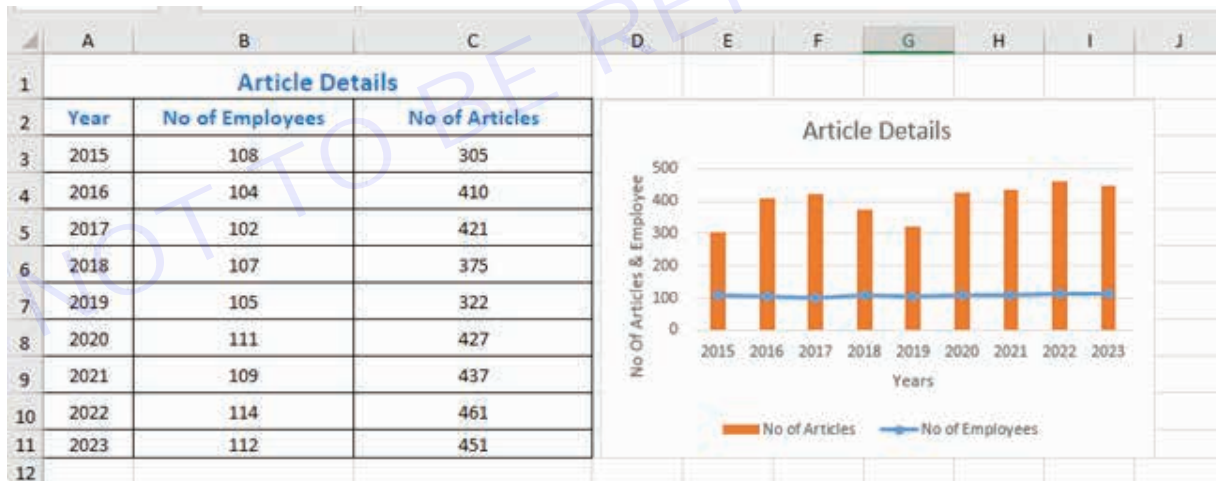 A B C D E F G H I J
1 Article Details
2 Year No of Employees No of Articles
3 2015 108 305
4 2016 104 410
5 2017 102 421
6 2018 107 375
7 2019 105 322
8 2020 111 427
9 2021 109 437
10 2022 114 461
11 2023 112 451
12
Article Details
No Of Articles & Employee
500
400
300
200
100
0
2015 2016 2017 2018 2019 2020 2021 2022 2023
Years
No of Articles No of Employees
NOT TO BE RE